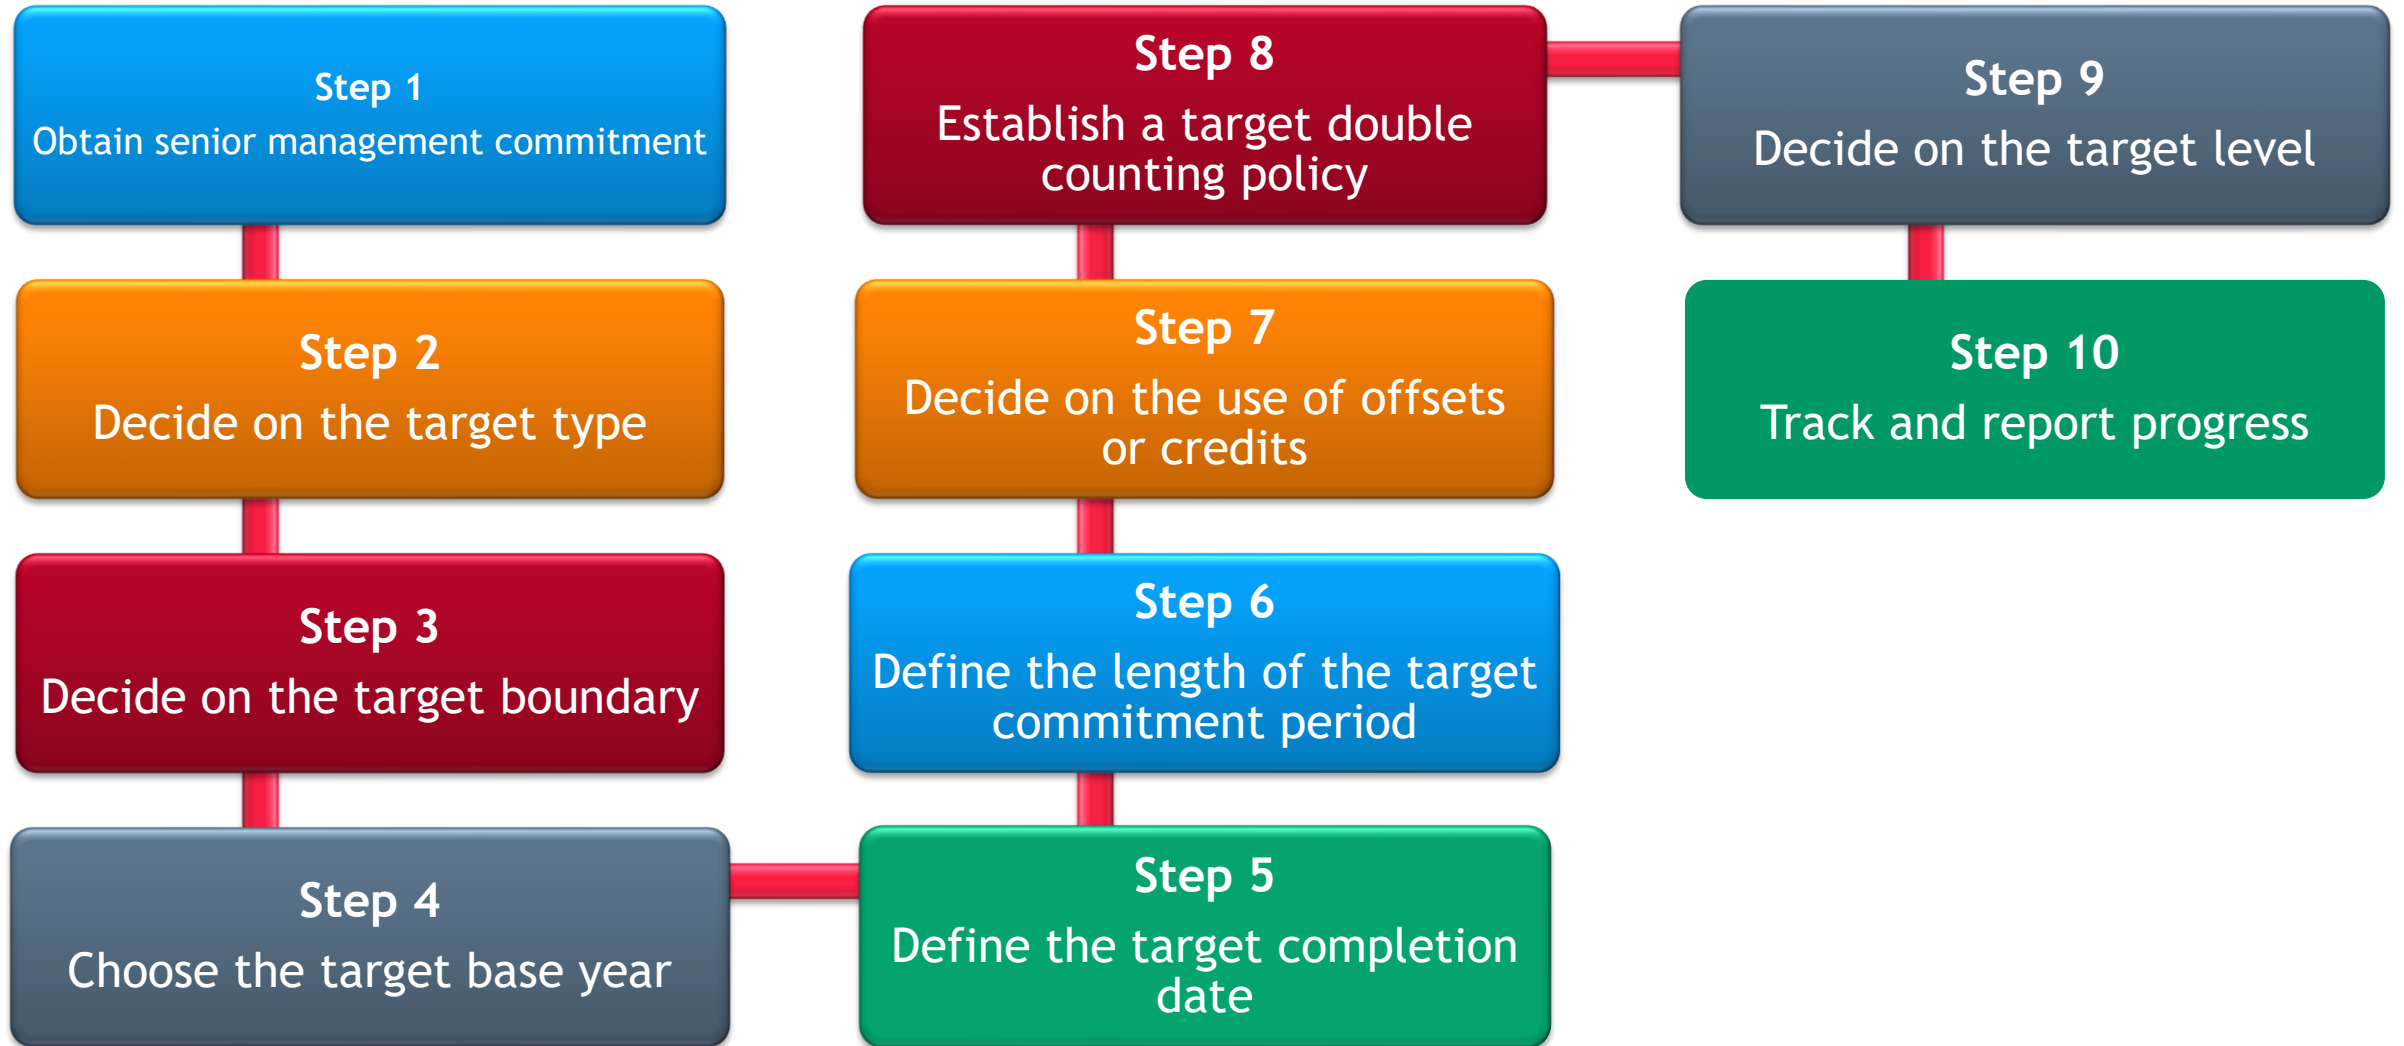 Step 1
Obtain senior management commitment
Step 2
Decide on the target type
Step 3
Decide on the target boundary
Step 4
Choose the target base year
Step 5
Define the target completion
date
Step 6
Define the length of the target
commitment period
Step 7
Decide on the use of offsets
or credits
Step 8
Establish a target double
counting policy
Step 9
Decide on the target level
Step 10
Track and report progress